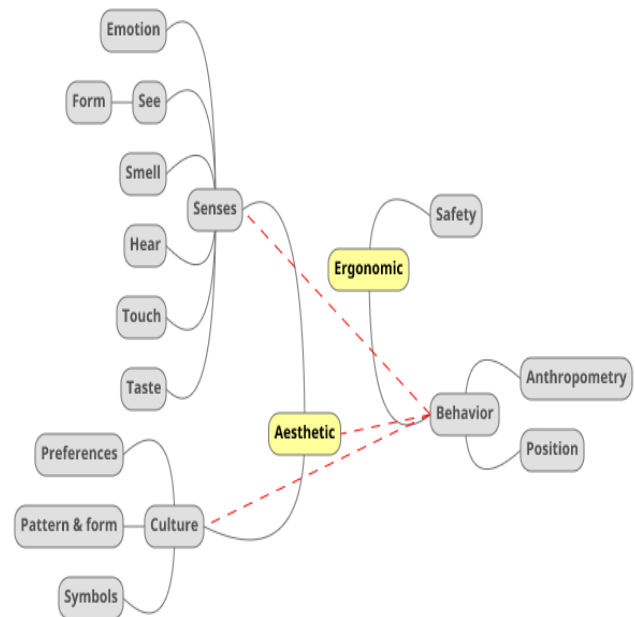 Emotion
Form
See
Smell
Senses
Safety
Hear
Ergonomic
Touch
Anthropometry
Taste
Behavior
Aesthetic
Preferences
Position
Pattern & form
Culture
Symbols